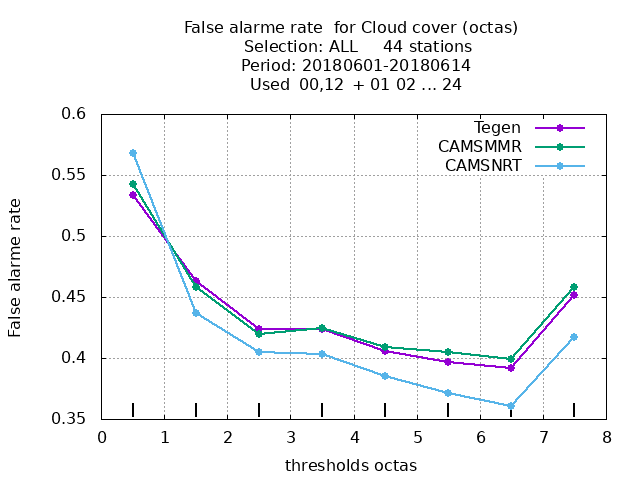 False alarme rate  for Cloud cover (octas)
Selection: ALL     44 stations
Period: 20180601-20180614
Used  00,12  + 01 02 ... 24
0.6
0.55
0.5
0.45
0.4
0.35
False alarme rate
Tegen
CAMSMMR
CAMSNRT
0 1 2 3 4 5 6 7 8
thresholds octas